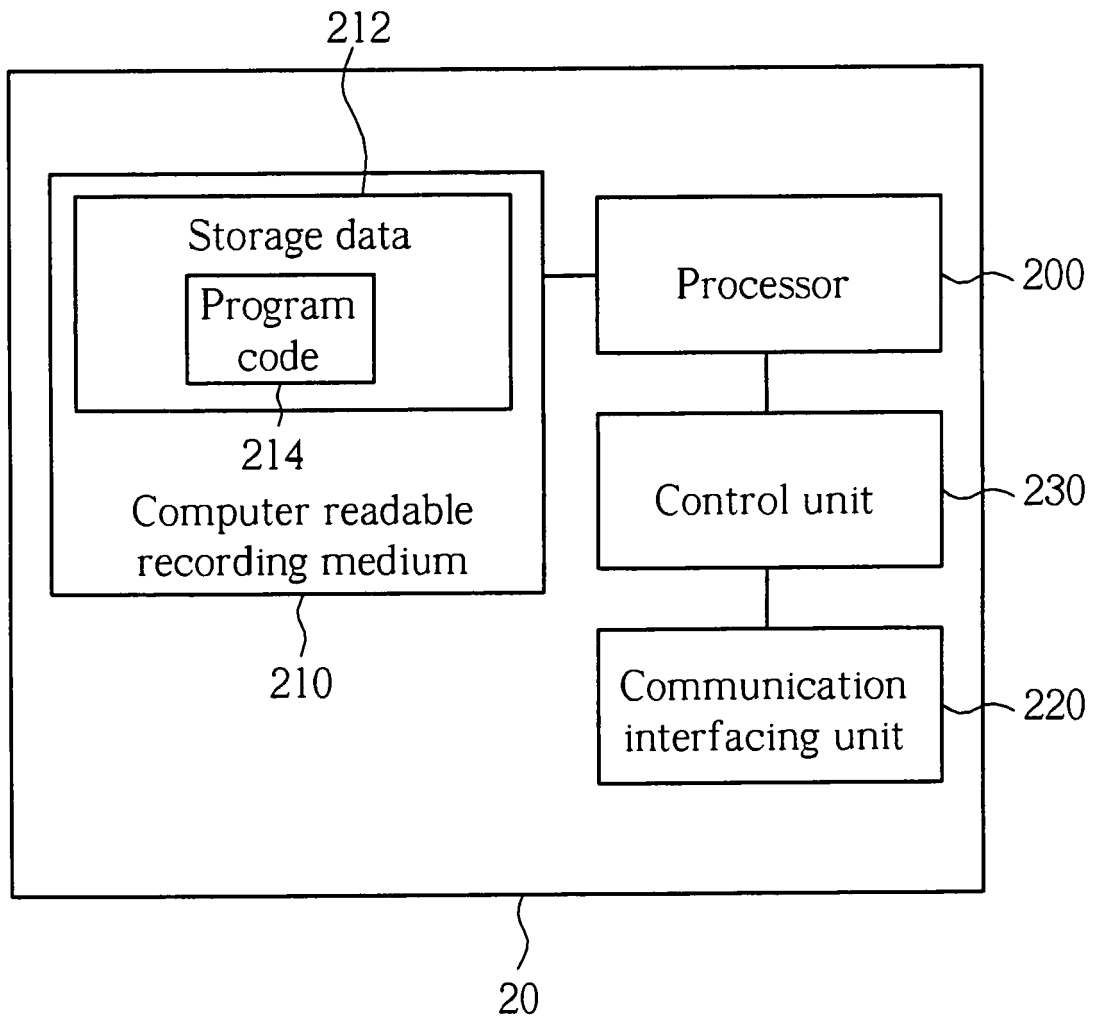 212
Storage data
Program
code
214
Computer readable
recording medium
210
Processor
200
Control unit
230
Communication
interfacing unit
220
20